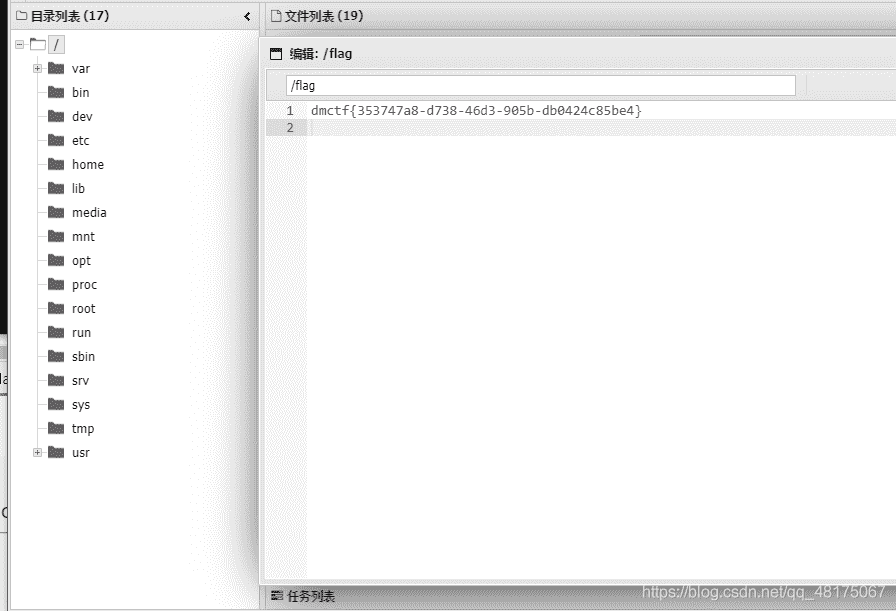 目录列表 (17)
文件列表 (19)
/
编辑: /flag
/flag
1 dmctf{353747a8-d738-46d3-905b-db0424c85be4}
2
var
bin
dev
etc
home
lib
media
mnt
opt
proc
root
run
sbin
srv
sys
tmp
usr
任务列表
https://blog.csdn.net/qq_48175067